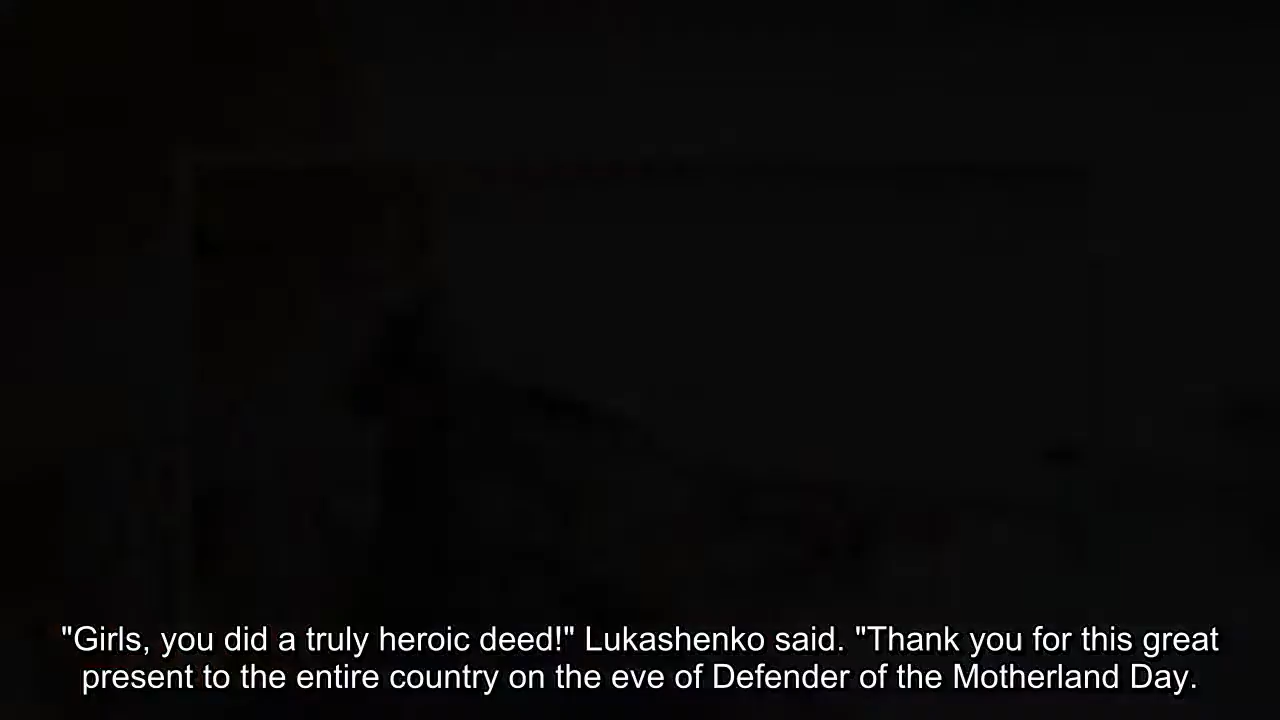 "Girls, you did a truly heroic deed!" Lukashenko said. "Thank you for this great
present to the entire country on the eve of Defender of the Motherland Day.